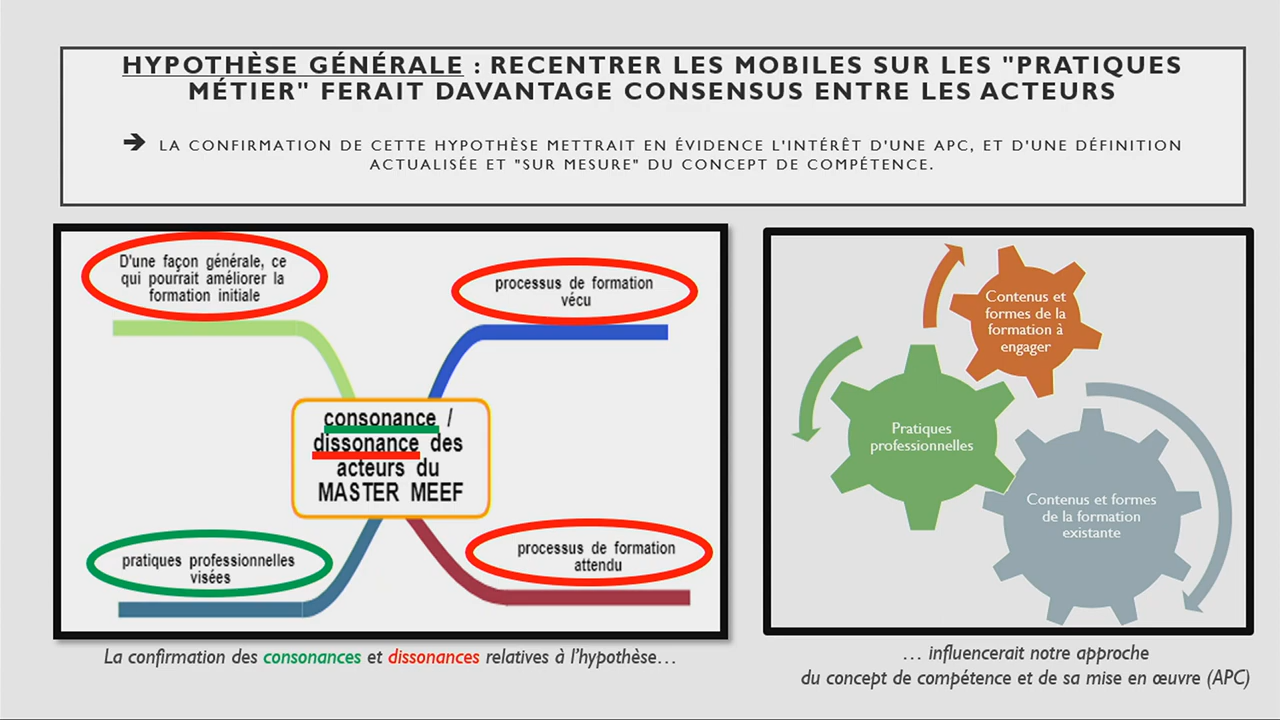 HYPOTHÈSE GÉNÉRALE : RECENTRER LES MOBILES SUR LES "PRATIQUES
MÉTIER" FERAIT DAVANTAGE CONSENSUS ENTRE LES ACTEURS
➔ LA CONFIRMATION DE CETTE HYPOTHÈSE METTRAIT EN ÉVIDENCE L'INTÉRÊT D'UNE APC, ET D'UNE DÉFINITION
ACTUALISÉE ET "SUR MESURE" DU CONCEPT DE COMPÉTENCE.
D'une façon générale, ce
qui pourrait améliorer la
formation initiale
processus de formation
vécu
consonance /
dissonance des
acteurs du
MASTER MEEF
pratiques professionnelles
visées
processus de formation
attendu
La confirmation des consonances et dissonances relatives à l'hypothèse…
Contenus et
formes de la
formation à
engager
Pratiques
professionnelles
Contenus et formes
de la formation
existante
… influencerait notre approche
du concept de compétence et de sa mise en œuvre (APC)